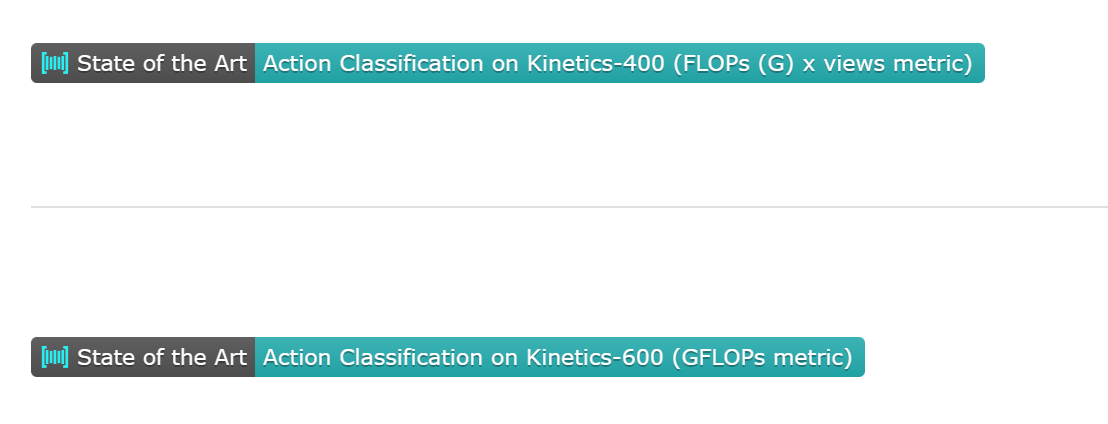 State of the Art Action Classification on Kinetics-400 (FLOPs (G) x views metric)
State of the Art Action Classification on Kinetics-600 (GFLOPs metric)